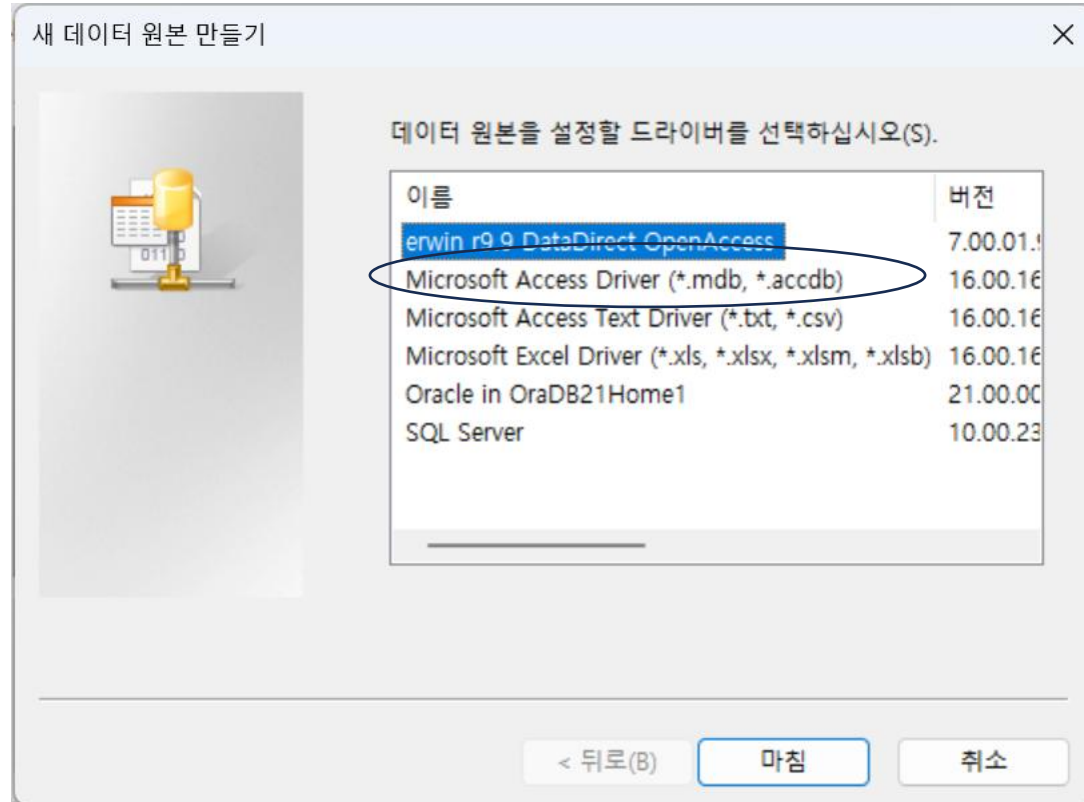 새 데이터 원본 만들기
데이터 원본을 설정할 드라이버를 선택하십시오(S).
이름 버전
erwin r9.9 DataDirect OpenAccess 7.00.01.9
Microsoft Access Driver (*.mdb, *.accdb) 16.00.16
Microsoft Access Text Driver (*.txt, *.csv) 16.00.16
Microsoft Excel Driver (*.xls, *.xlsx, *.xlsm, *.xlsb) 16.00.16
Oracle in OraDB21Home1 21.00.00
SQL Server 10.00.23
< 뒤로(B) 마침 취소